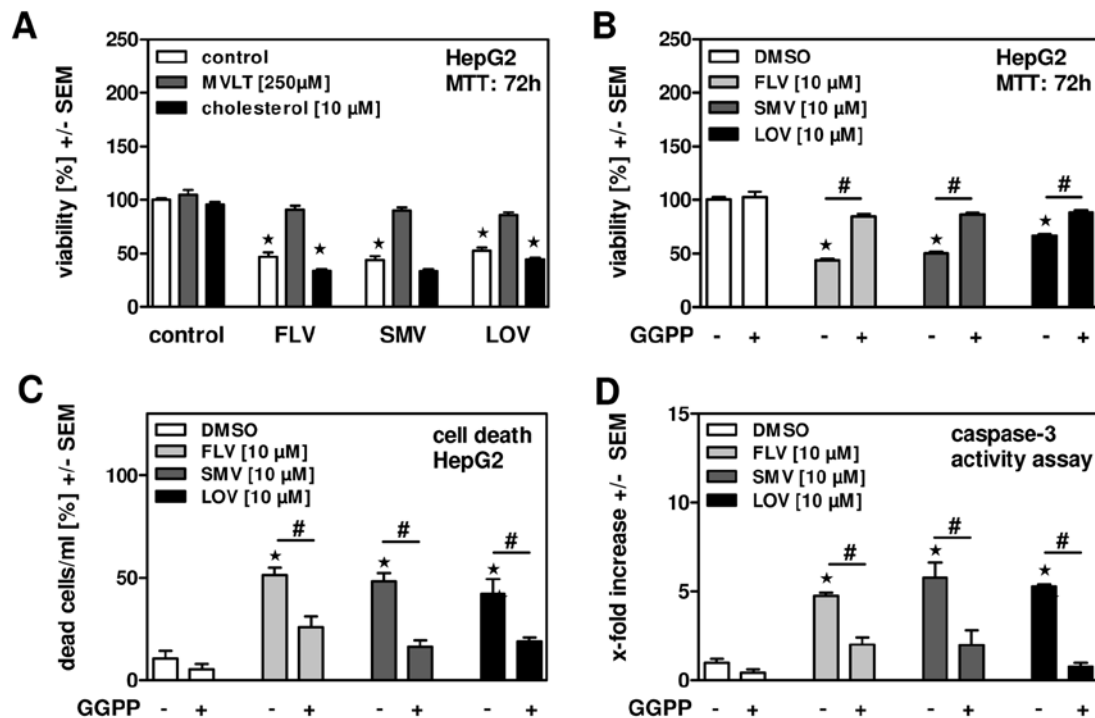 A
viability [%] +/- SEM
250
200
150
100
50
0
control
MVLT [250µM]
cholesterol [10 µM]
HepG2
MTT: 72h
★ ★ ★ ★ ★
control FLV SMV LOV
B
viability [%] +/- SEM
250
200
150
100
50
0
DMSO
FLV [10 µM]
SMV [10 µM]
LOV [10 µM]
HepG2
MTT: 72h
# # #
★ ★ ★
GGPP - + - + - + - +
C
dead cells/ml [%] +/- SEM
100
50
0
DMSO
FLV [10 µM]
SMV [10 µM]
LOV [10 µM]
cell death
HepG2
# # #
★ ★ ★
GGPP - + - + - + - +
D
x-fold increase +/- SEM
15
10
5
0
DMSO
FLV [10 µM]
SMV [10 µM]
LOV [10 µM]
caspase-3
activity assay
# # #
★ ★ ★
GGPP - + - + - + - +